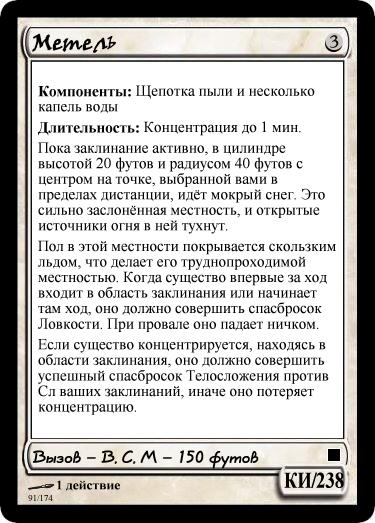 Метель
3
Компоненты: Щепотка пыли и несколько
капель воды
Длительность: Концентрация до 1 мин.
Пока заклинание активно, в цилиндре
высотой 20 футов и радиусом 40 футов с
центром на точке, выбранной вами в
пределах дистанции, идёт мокрый снег. Это
сильно заслонённая местность, и открытые
источники огня в ней тухнут.
Пол в этой местности покрывается скользким
льдом, что делает его труднопроходимой
местностью. Когда существо впервые за ход
входит в область заклинания или начинает
там ход, оно должно совершить спасбросок
Ловкости. При провале оно падает ничком.
Если существо концентрируется, находясь в
области заклинания, оно должно совершить
успешный спасбросок Телосложения против
Сл ваших заклинаний, иначе оно потеряет
концентрацию.
Вызов – В, С, М – 150 футов
КИ/238
1 действие
91/174